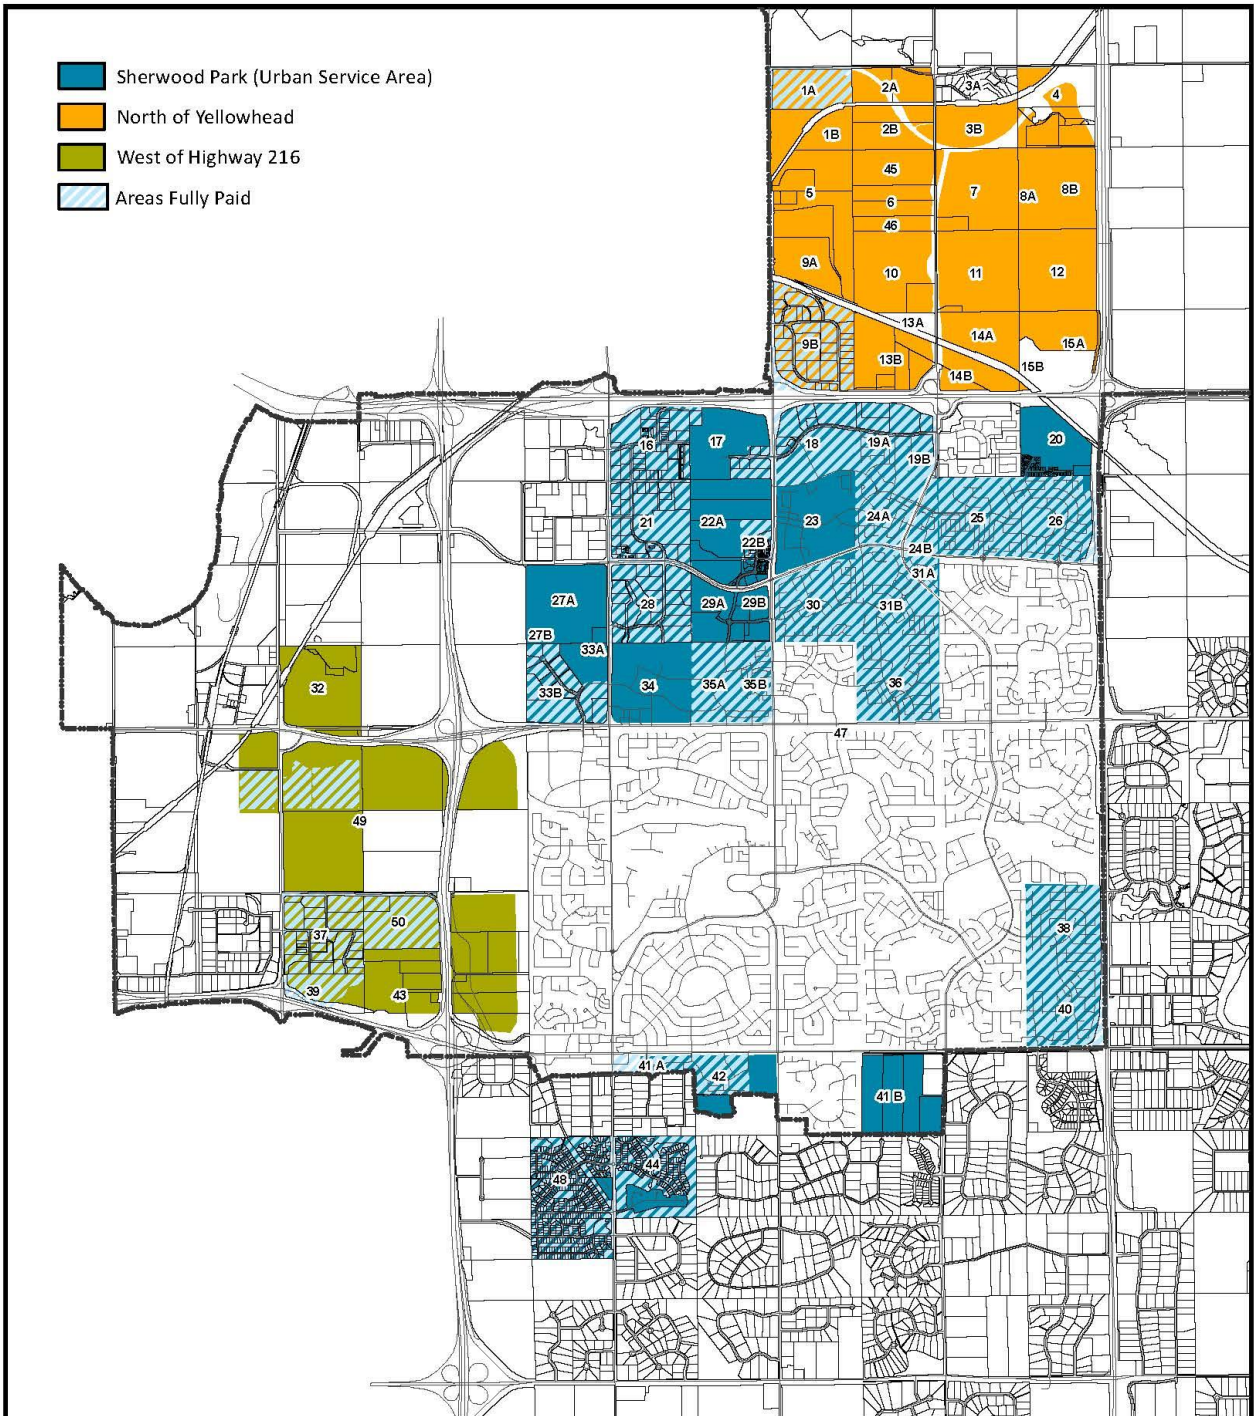 Sherwood Park (Urban Service Area)
North of Yellowhead
West of Highway 216
Areas Fully Paid
1A
2A
3A
4
1B
2B
3B
45
5
6
7
8A
8B
46
9A
10
11
12
13A
14A
15A
9B
13B
14B
15B
16
17
18
19A
19B
20
21
22A
22B
23
24A
24B
25
26
27A
27B
28
29A
29B
30
31A
31B
32
33A
33B
34
35A
35B
36
47
49
37
50
38
39
43
40
41 A
42
41 B
44
48